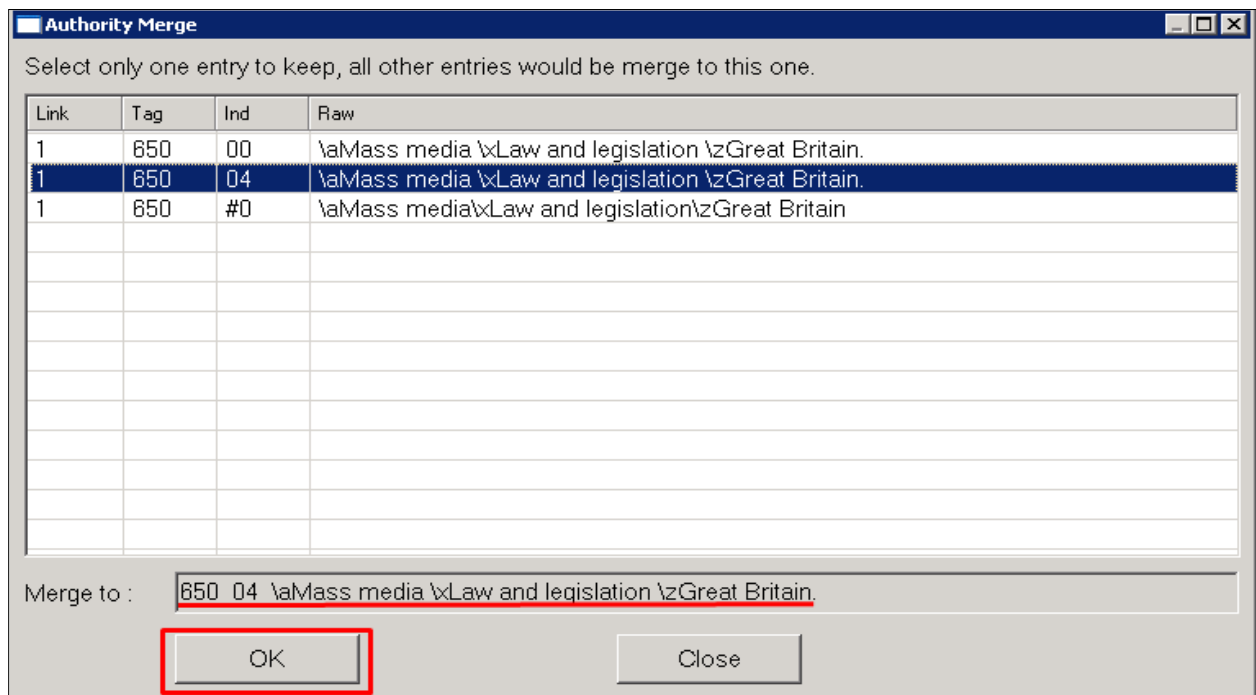 Authority Merge
Select only one entry to keep, all other entries would be merge to this one.
Link Tag Ind Raw
1 650 00 \aMass media \xLaw and legislation \zGreat Britain.
1 650 04 \aMass media \xLaw and legislation \zGreat Britain.
1 650 #0 \aMass media\xLaw and legislation\zGreat Britain
Merge to : 650 04 \aMass media \xLaw and legislation \zGreat Britain.
OK Close